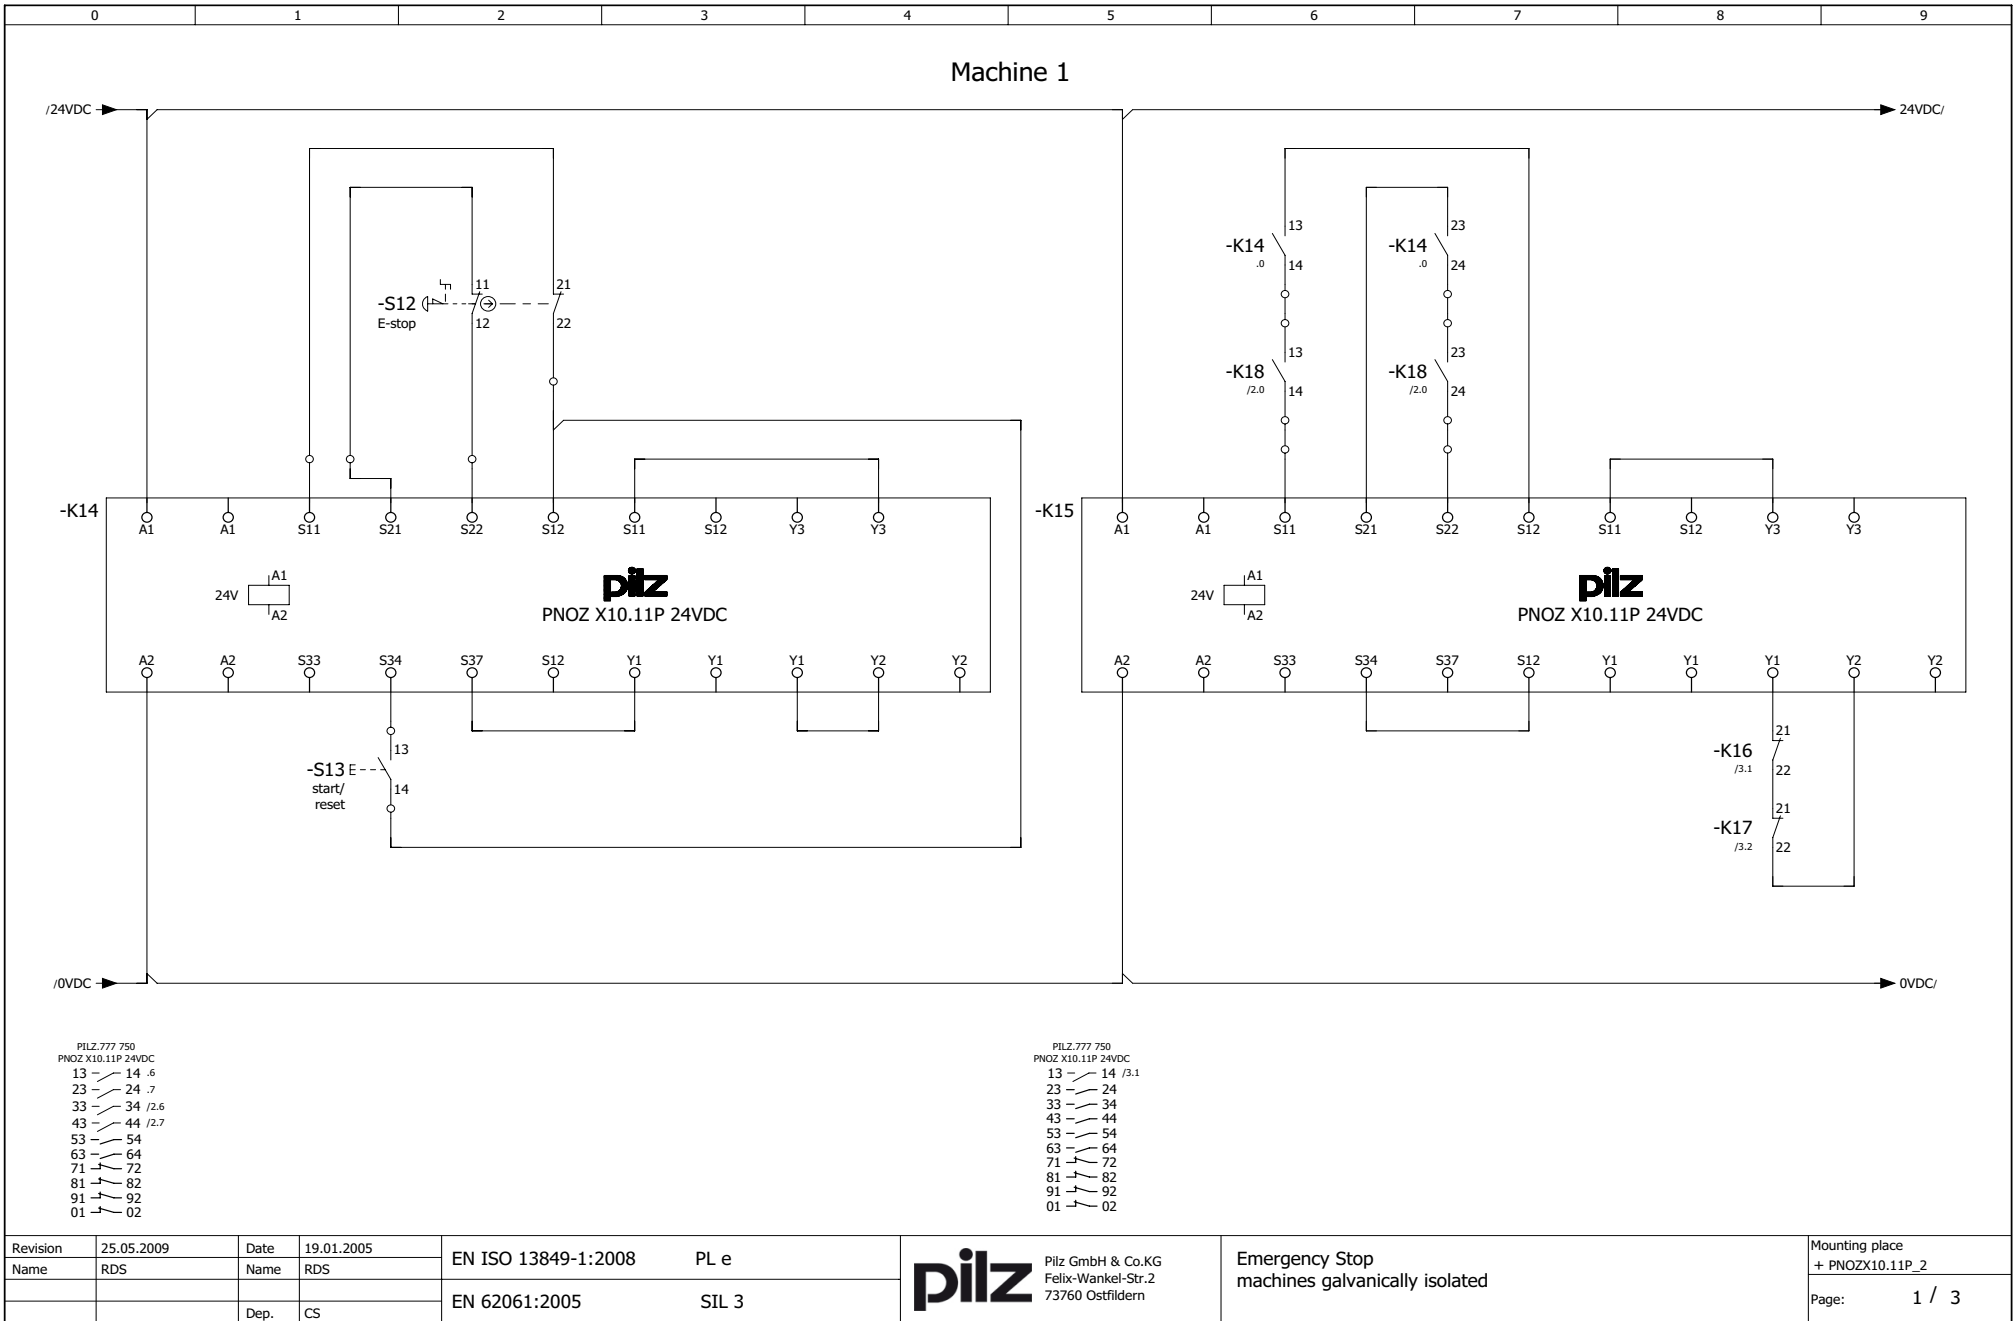 0 1 2 3 4 5 6 7 8 9
Machine 1
/24VDC 24VDC/
13 23
-K14 -K14
.0 14 .0 24
11 21
-S12
E-stop 12 22
13 23
-K18 -K18
/2.0 14 /2.0 24
-K14 -K15
A1 A1 S11 S21 S22 S12 S11 S12 Y3 Y3
A1 A1 S11 S21 S22 S12 S11 S12 Y3 Y3
A1 A1
24V 24V
A2 A2
pilz pilz
PNOZ X10.11P 24VDC PNOZ X10.11P 24VDC
A2 A2 S33 S34 S37 S12 Y1 Y1 Y1 Y2 Y2
A2 A2 S33 S34 S37 S12 Y1 Y1 Y1 Y2 Y2
13
-S13
start/
reset
14
21
-K16
/3.1 22
21
-K17
/3.2 22
/0VDC 0VDC/
PILZ.777 750
PNOZ X10.11P 24VDC
13 14 .6
23 24 .7
33 34 /2.6
43 44 /2.7
53 54
63 64
71 72
81 82
91 92
01 02
PILZ.777 750
PNOZ X10.11P 24VDC
13 14 /3.1
23 24
33 34
43 44
53 54
63 64
71 72
81 82
91 92
01 02
Revision 25.05.2009 Date 19.01.2005
Name RDS Name RDS
Dep. CS
EN ISO 13849-1:2008 PL e
EN 62061:2005 SIL 3
pilz
Pilz GmbH & Co.KG
Felix-Wankel-Str.2
73760 Ostfildern
Emergency Stop
machines galvanically isolated
Mounting place
+ PNOZX10.11P_2
Page: 1 / 3